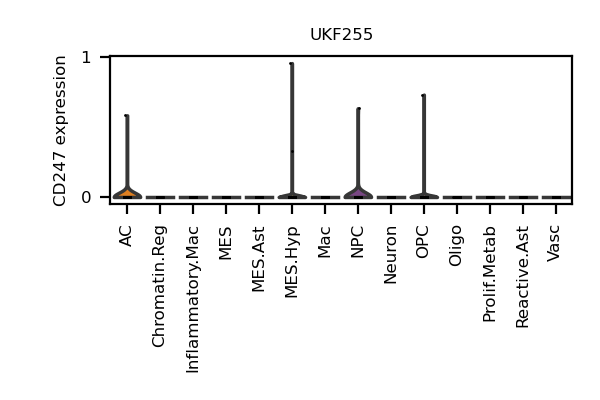 UKF255
CD247 expression
1
0
AC
Chromatin.Reg
Inflammatory.Mac
MES
MES.Ast
MES.Hyp
Mac
NPC
Neuron
OPC
Oligo
Prolif.Metab
Reactive.Ast
Vasc